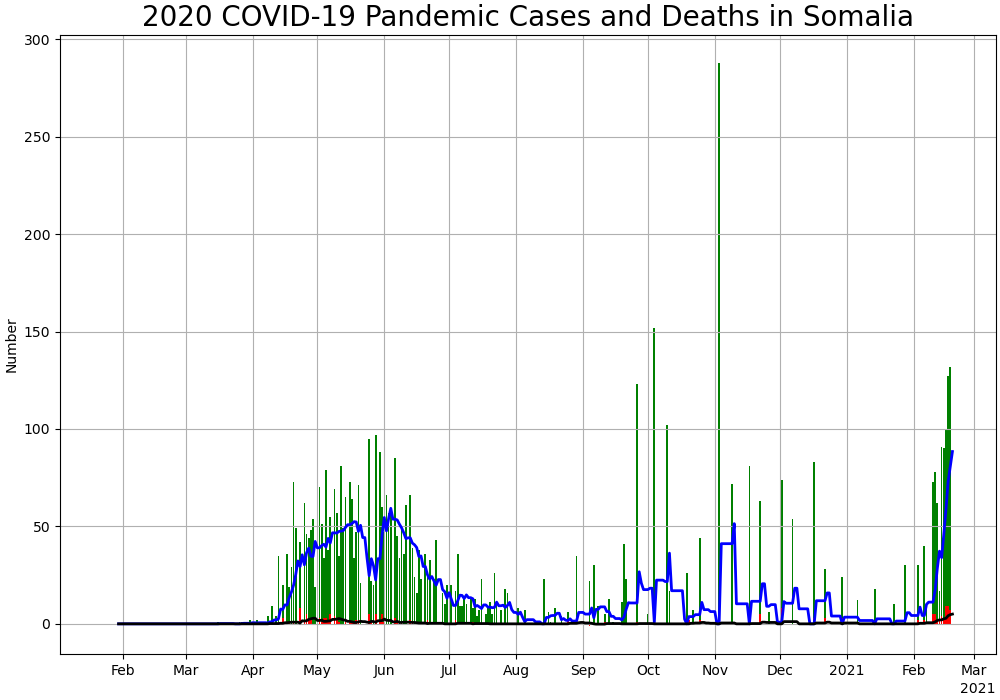 2020 COVID-19 Pandemic Cases and Deaths in Somalia
300
250
200
150
100
50
0
Number
Feb Mar Apr May Jun Jul Aug Sep Oct Nov Dec 2021 Feb Mar
2021